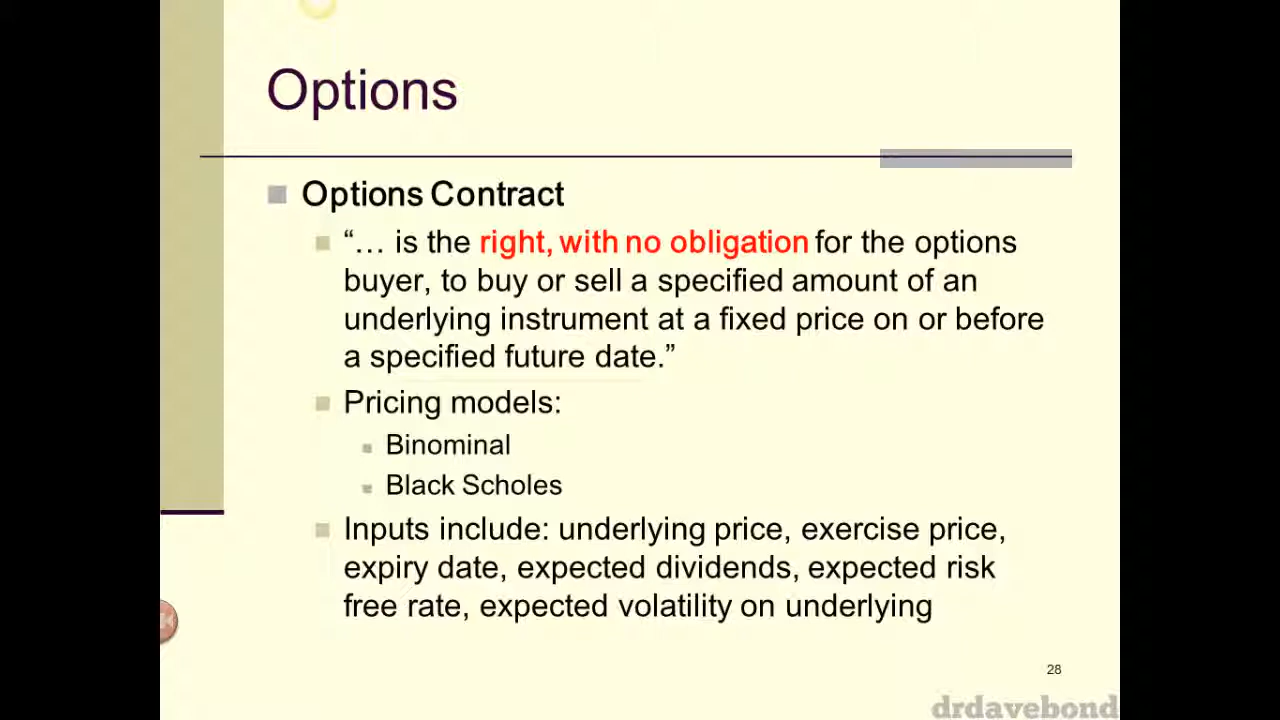 Options
Options Contract
“… is the right, with no obligation for the options
buyer, to buy or sell a specified amount of an
underlying instrument at a fixed price on or before
a specified future date.”
Pricing models:
Binominal
Black Scholes
Inputs include: underlying price, exercise price,
expiry date, expected dividends, expected risk
free rate, expected volatility on underlying
28
drdavebond